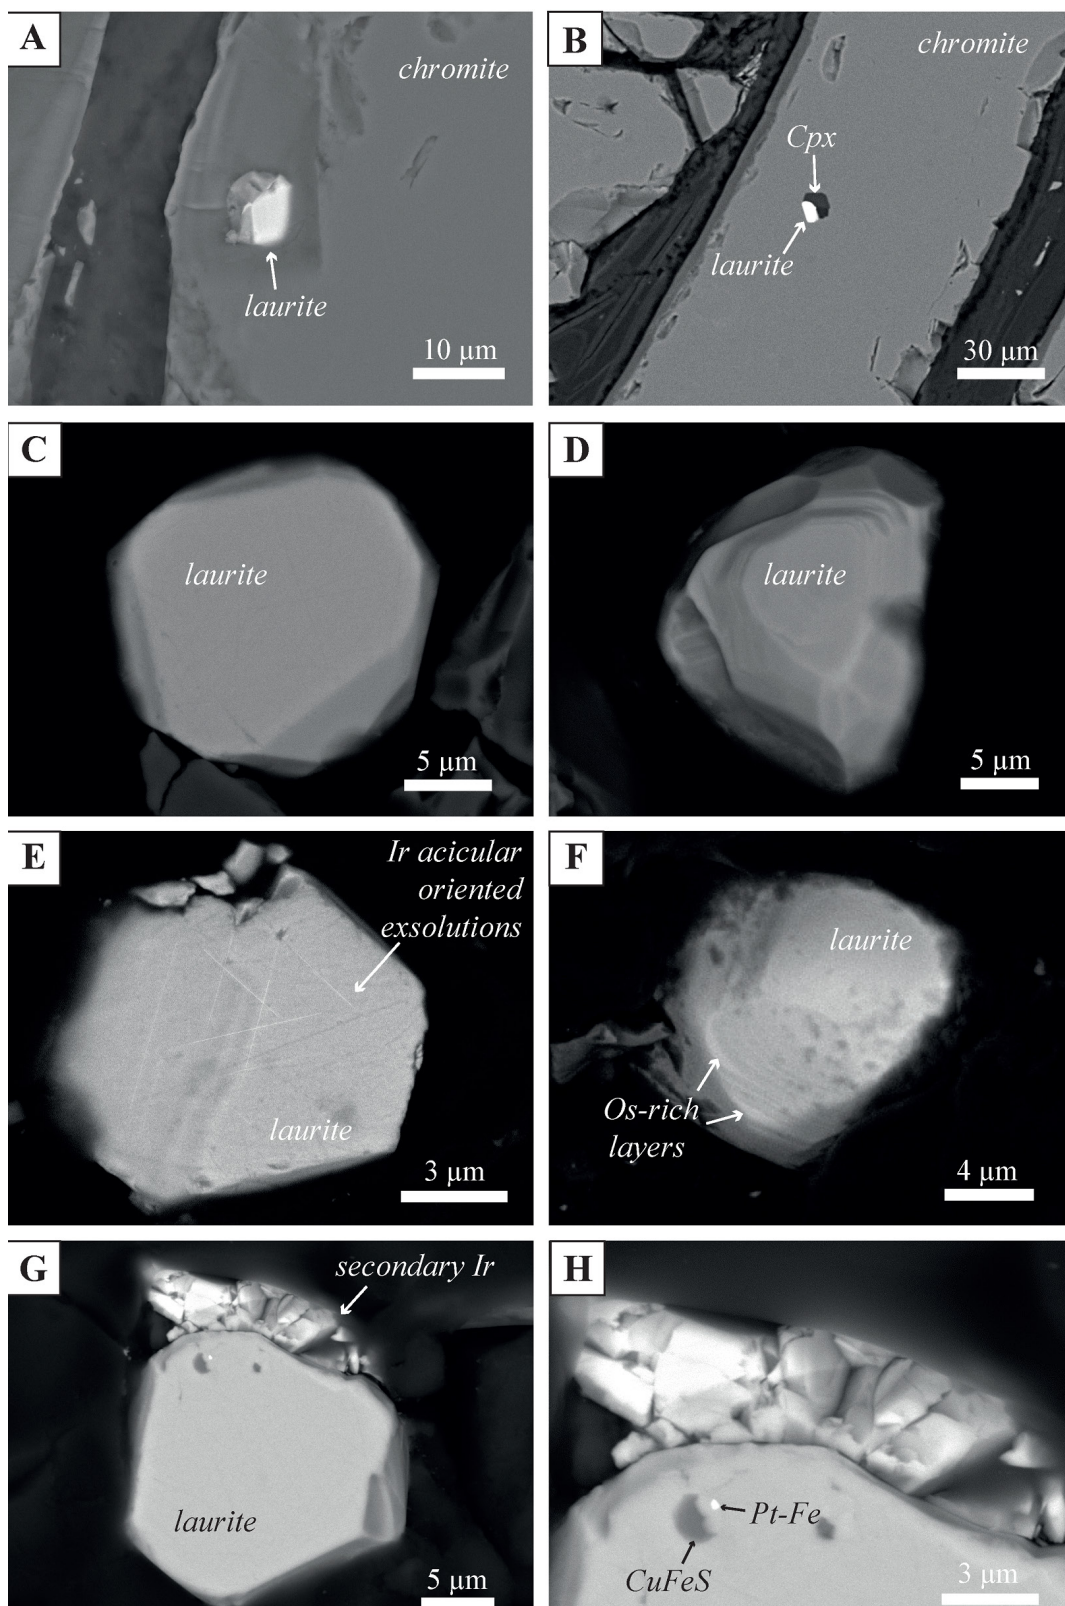 A
chromite
laurite
10 µm
B
chromite
Cpx
laurite
30 µm
C
laurite
5 µm
D
laurite
5 µm
E
Ir acicular
oriented
exsolutions
laurite
3 µm
F
laurite
Os-rich
layers
4 µm
G
secondary Ir
laurite
5 µm
H
Pt-Fe
CuFeS
3 µm